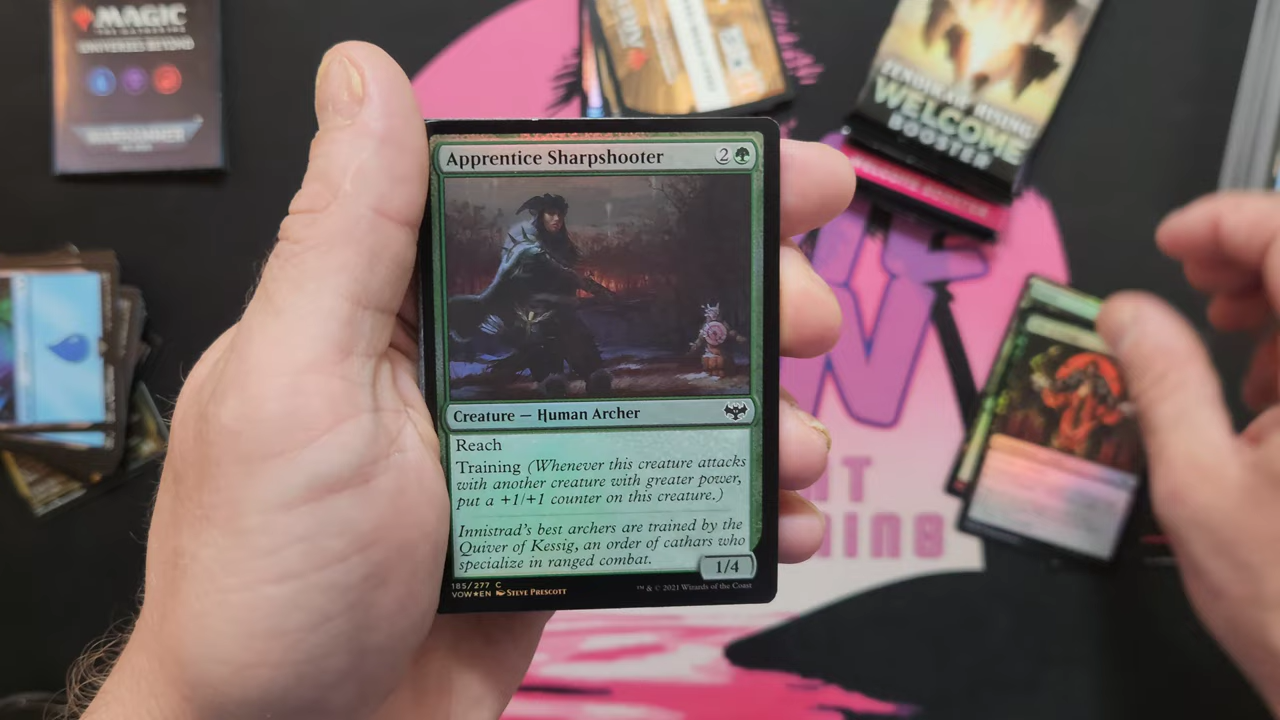 MAGIC
THE GATHERING
UNIVERSES BEYOND
ZENDIKAR RISING
WELCOME
BOOSTER
Apprentice Sharpshooter 2
Creature — Human Archer
Reach
Training (Whenever this creature attacks
with another creature with greater power,
put a +1/+1 counter on this creature.)
Innistrad's best archers are trained by the
Quiver of Kessig, an order of cathars who
specialize in ranged combat.
1/4
185/277 C
VOW★EN STEVE PRESCOTT
™ & © 2021 Wizards of the Coast